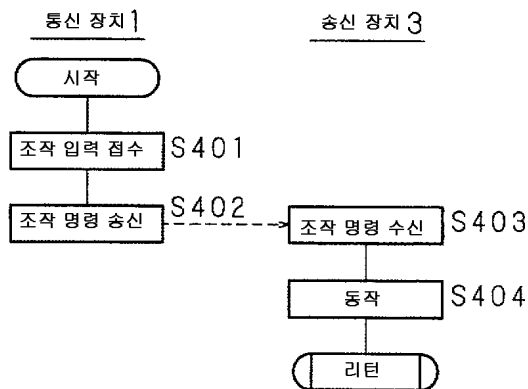 통신 장치 1
송신 장치 3
시작
조작 입력 접수 S401
조작 명령 송신 S402
조작 명령 수신 S403
동작 S404
리턴